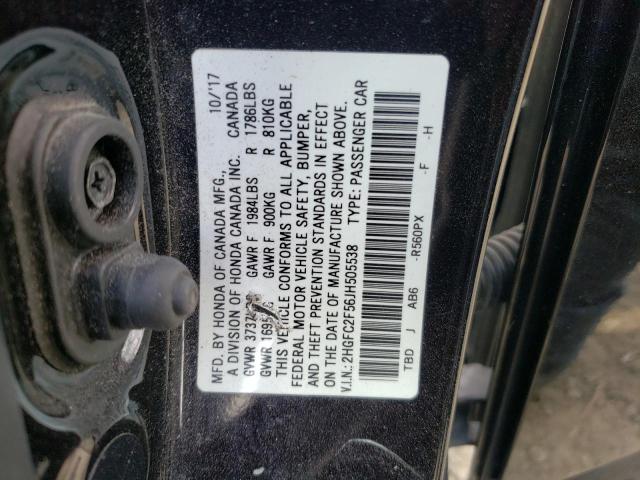 MFD. BY HONDA OF CANADA MFG., 10/'17
A DIVISION OF HONDA CANADA INC. CANADA
GVWR GAWR F 1984LBS R 1786LBS
GVWR GAWR F 900KG R 810KG
THIS VEHICLE CONFORMS TO ALL APPLICABLE
FEDERAL MOTOR VEHICLE SAFETY, BUMPER,
AND THEFT PREVENTION STANDARDS IN EFFECT
ON THE DATE OF MANUFACTURE SHOWN ABOVE.
V.I.N.: 2HGFC2F56JH505538 TYPE: PASSENGER CAR
TBD J AB6 -R560PX -F -H